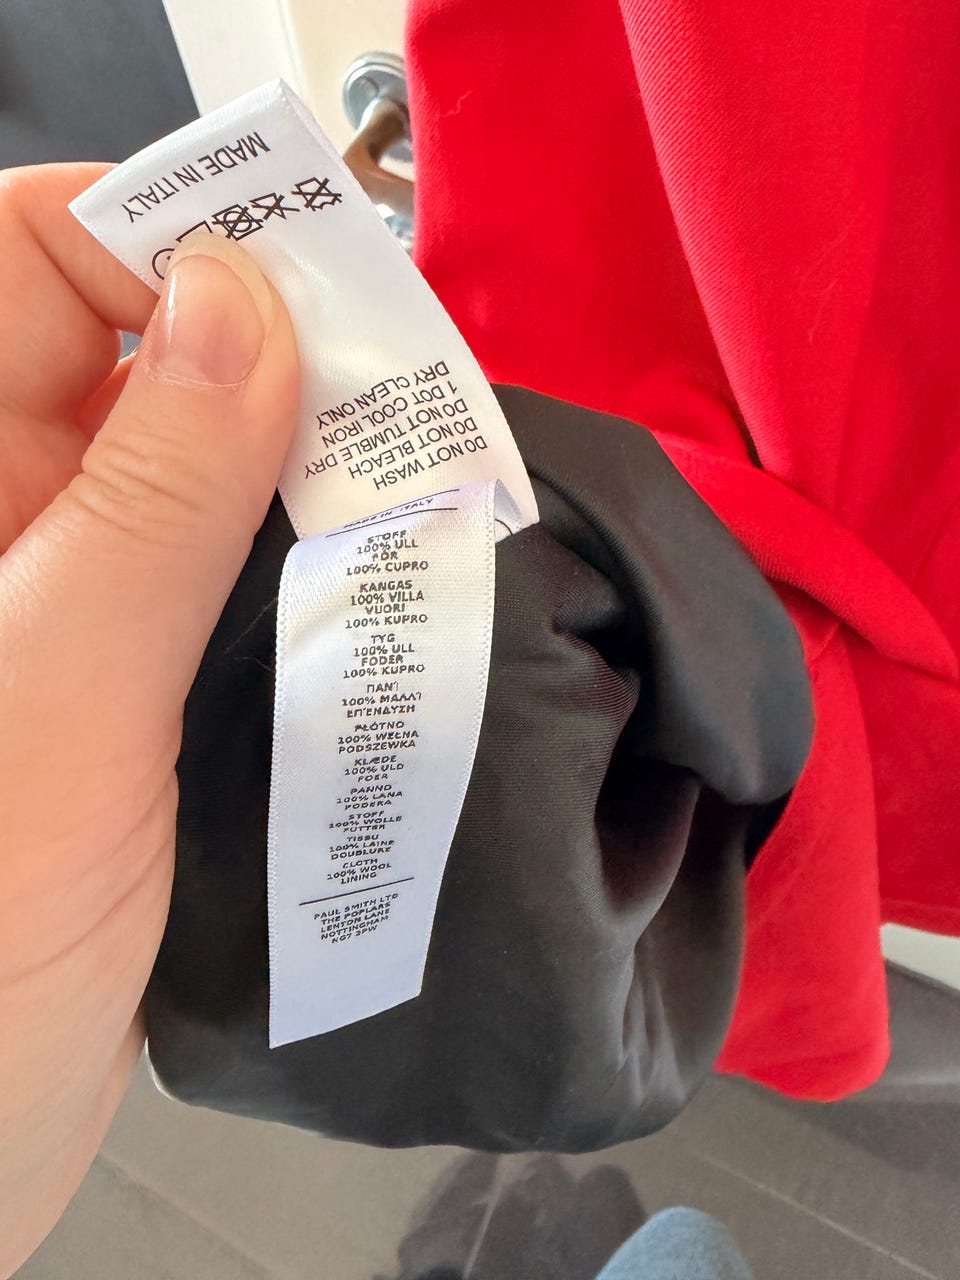 MADE IN ITALY
DO NOT WASH
DO NOT BLEACH
DO NOT TUMBLE DRY
1 DOT COOL IRON
DRY CLEAN ONLY
MADE IN ITALY
STOFF
100% ULL
FÔR
100% CUPRO
KANGAS
100% VILLA
VUORI
100% KUPRO
TYG
100% ULL
FODER
100% KUPRO
ΠΑΝΊ
100% ΜΑΛΛΊ
ΕΠΈΝΔΥΣΗ
PŁÓTNO
100% WEŁNA
PODSZEWKA
KLÆDE
100% ULD
FOER
PANNO
100% LANA
FODERA
STOFF
100% WOLLE
FUTTER
TISSU
100% LAINE
DOUBLURE
CLOTH
100% WOOL
LINING
PAUL SMITH LTD
THE POPLARS
LENTON LANE
NOTTINGHAM
NG7 2PW